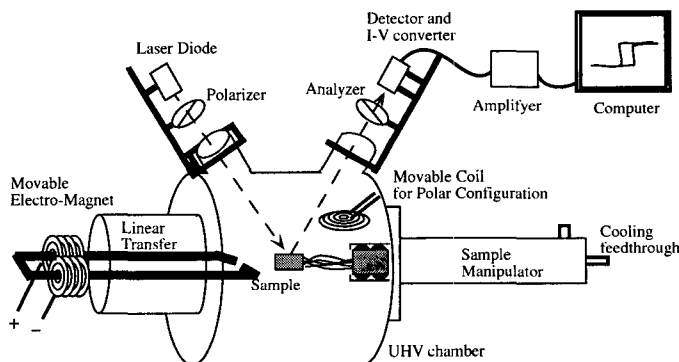 Laser Diode
Polarizer
Detector and
I-V converter
Analyzer
Amplifyer
Computer
Movable
Electro-Magnet
Linear
Transfer
Movable Coil
for Polar Configuration
Sample
Sample
Manipulator
Cooling
feedthrough
+ −
UHV chamber